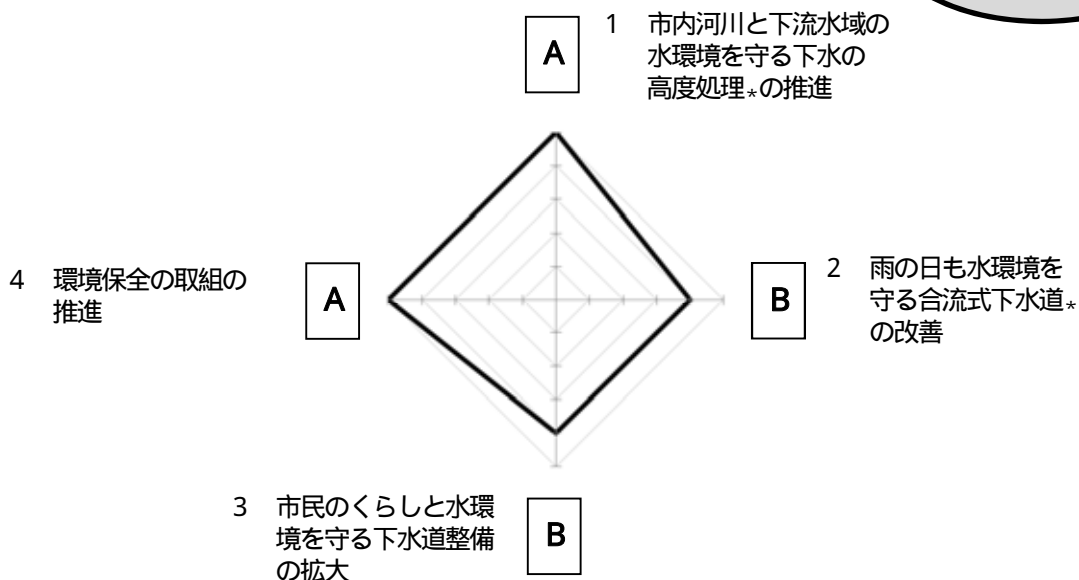 A
1 市内河川と下流水域の
水環境を守る下水の
高度処理*の推進
4 環境保全の取組の
推進
A
B
2 雨の日も水環境を
守る合流式下水道*
の改善
3 市民のくらしと水環
境を守る下水道整備
の拡大
B